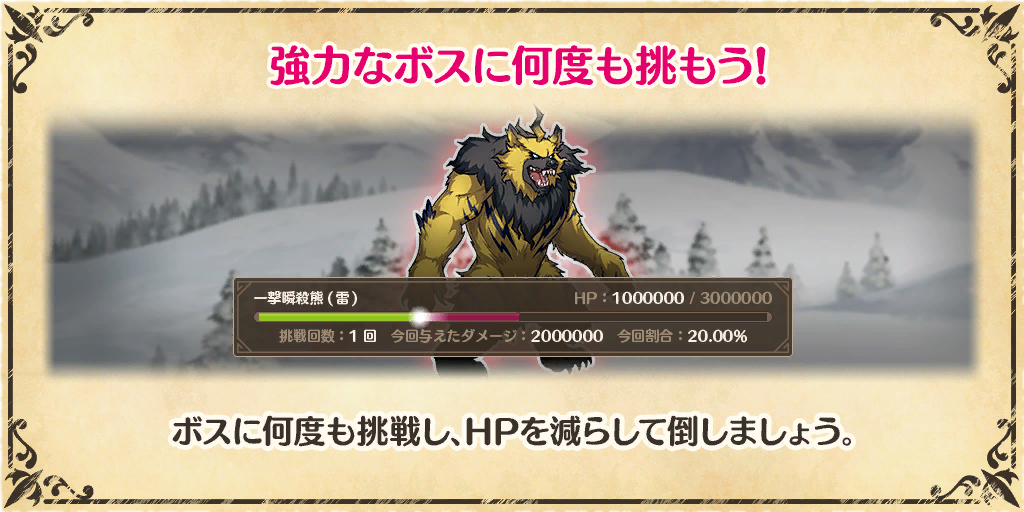 強力なボスに何度も挑もう!
一撃瞬殺熊(雷) HP:1000000 / 3000000
挑戦回数:1 回 今回与えたダメージ:2000000 今回割合:20.00%
ボスに何度も挑戦し、HPを減らして倒しましょう。